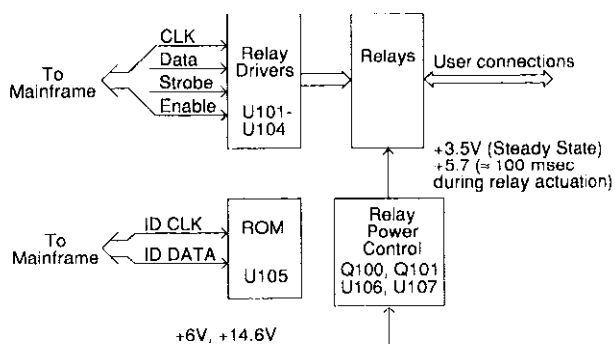 CLK
Data
Strobe
Enable
To
Mainframe
Relay
Drivers
U101-
U104
Relays
User connections
+3.5V (Steady State)
+5.7 (≈ 100 msec
during relay actuation)
To
Mainframe
ID CLK
ID DATA
ROM
U105
Relay
Power
Control
Q100, Q101
U106, U107
+6V, +14.6V